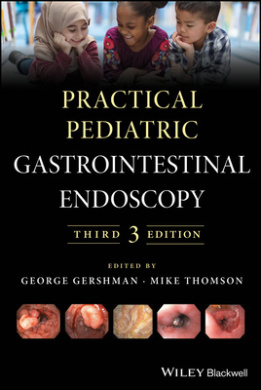 PRACTICAL
PEDIATRIC
GASTROINTESTINAL
ENDOSCOPY
THIRD 3 EDITION
EDITED BY
GEORGE GERSHMAN · MIKE THOMSON
WILEY Blackwell